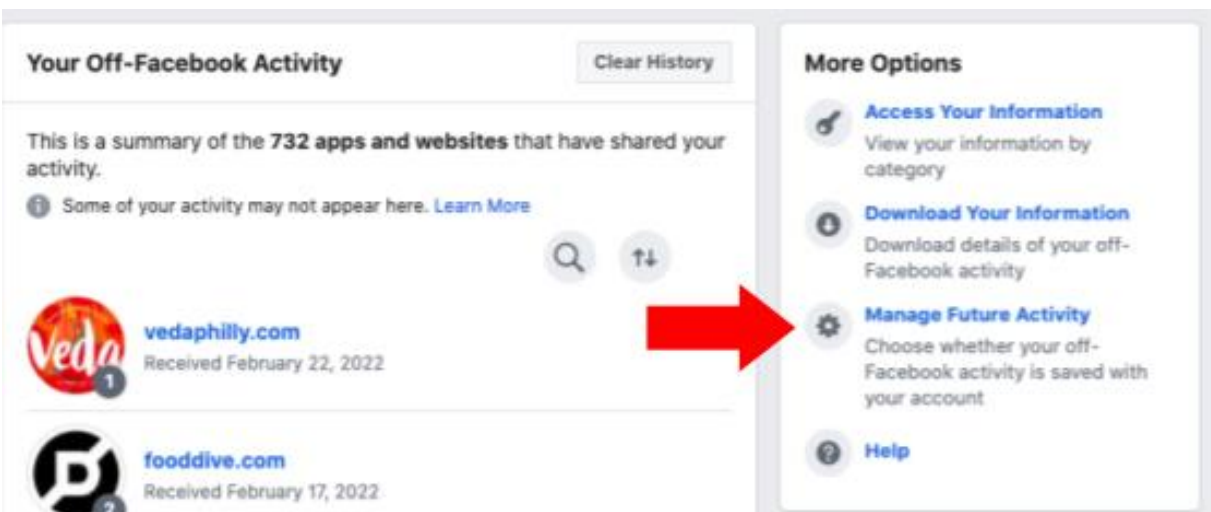 Your Off-Facebook Activity
Clear History
This is a summary of the 732 apps and websites that have shared your
activity.
Some of your activity may not appear here. Learn More
Veda
1
vedaphilly.com
Received February 22, 2022
2
fooddive.com
Received February 17, 2022
More Options
Access Your Information
View your information by
category
Download Your Information
Download details of your off-
Facebook activity
Manage Future Activity
Choose whether your off-
Facebook activity is saved with
your account
Help